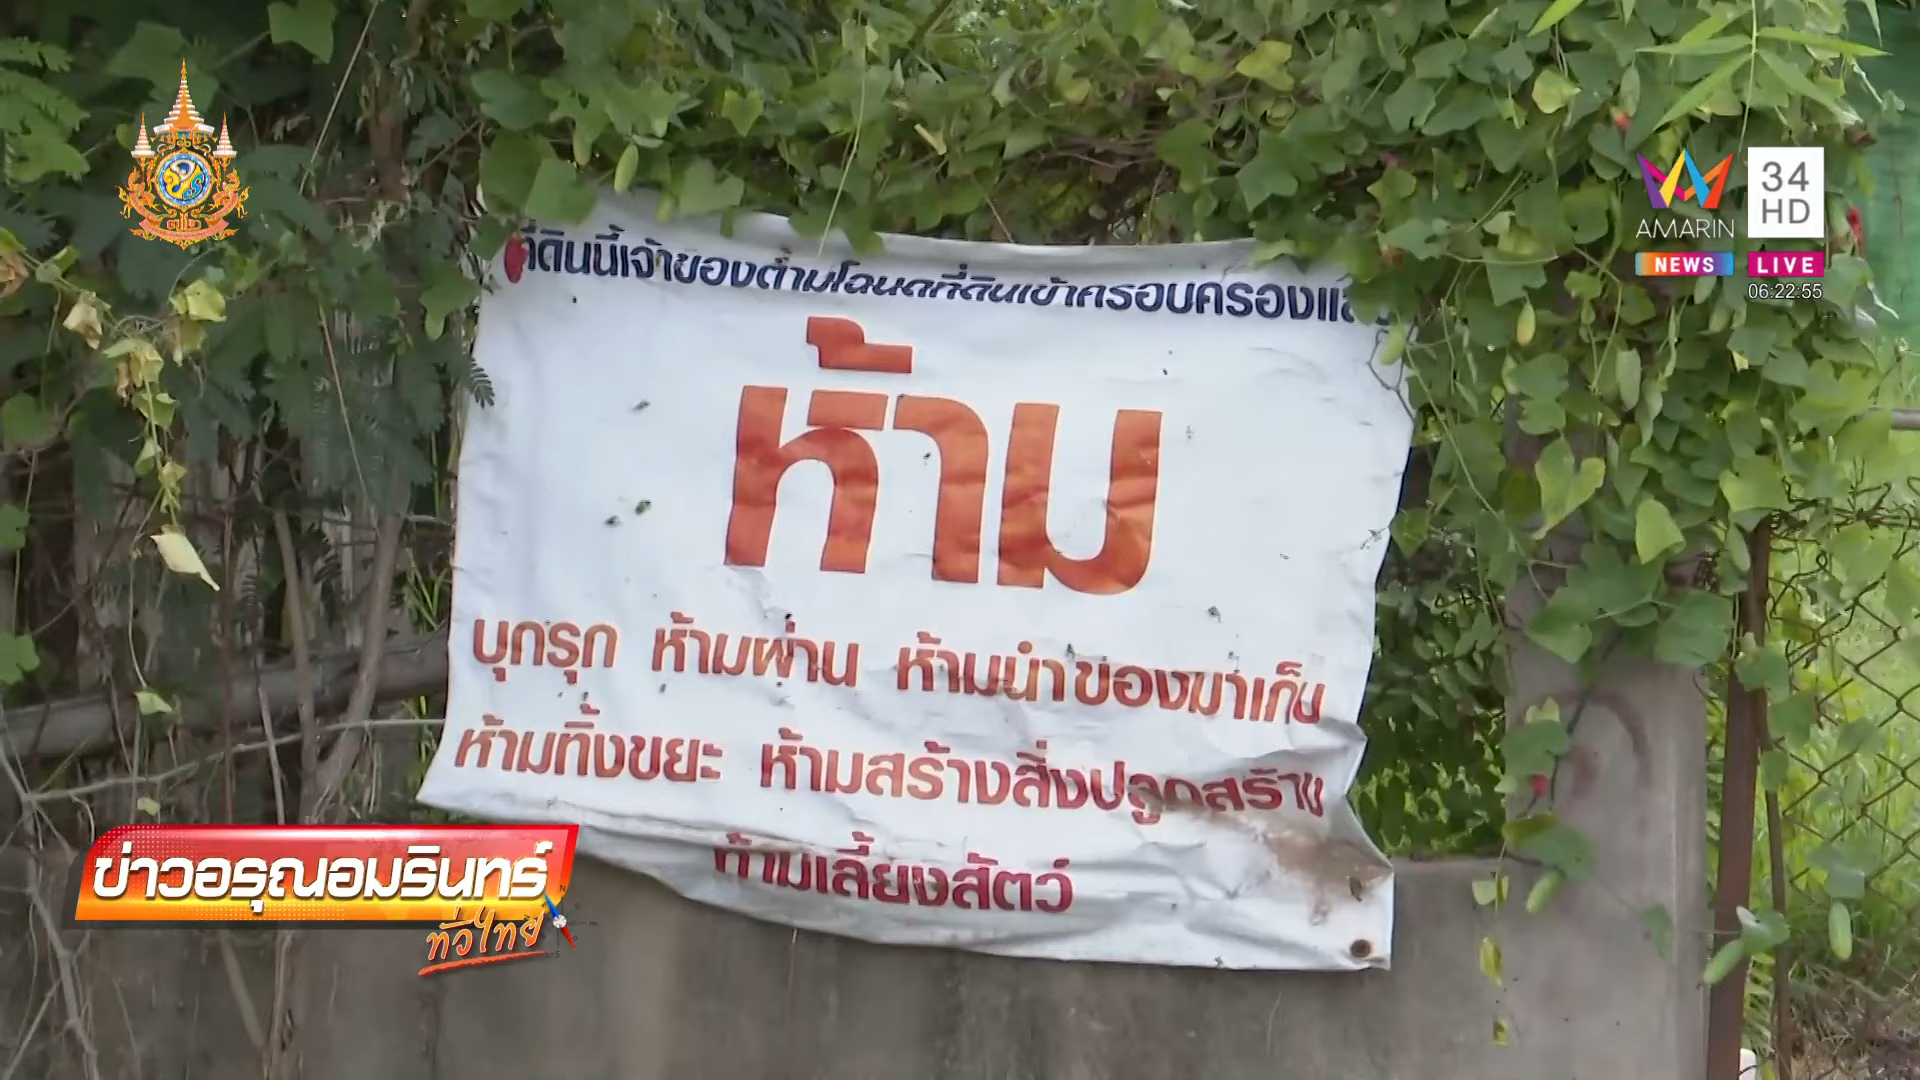 ที่ดินนี้เจ้าของตามโฉนดที่ดินเข้าครอบครองแล้ว
ห้าม
บุกรุก ห้ามผ่าน ห้ามนำของมาเก็บ
ห้ามทิ้งขยะ ห้ามสร้างสิ่งปลูกสร้าง
ห้ามเลี้ยงสัตว์
AMARIN
NEWS
34
HD
LIVE
06:22:55
ข่าวอรุณอมรินทร์
ทั่วไทย